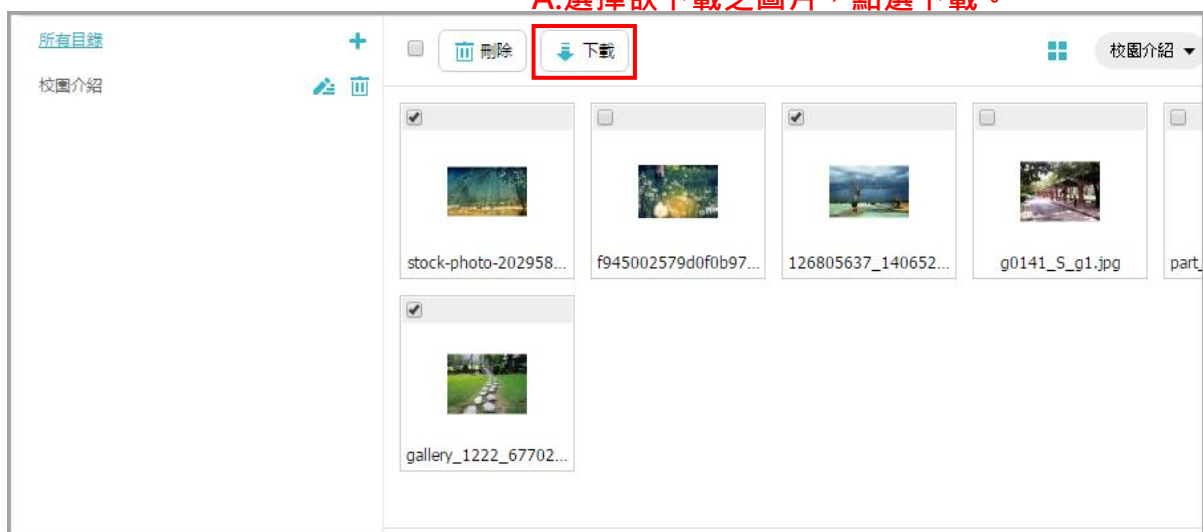 A.選擇欲下載之圖片，點選下載。
所有目錄
校園介紹
刪除
下載
校園介紹
stock-photo-202958...
f945002579d0f0b97...
126805637_140652...
g0141_S_g1.jpg
part_
gallery_1222_67702...